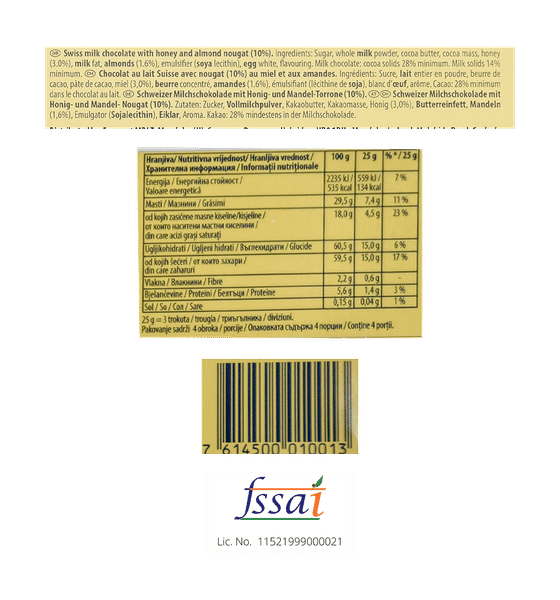 GB Swiss milk chocolate with honey and almond nougat (10%). Ingredients: Sugar, whole milk powder, cocoa butter, cocoa mass, honey
(3.0%), milk fat, almonds (1.6%), emulsifier (soya lecithin), egg white, flavouring. Milk chocolate: cocoa solids 28% minimum. Milk solids 14%
minimum. CH Chocolat au lait Suisse avec nougat (10%) au miel et aux amandes. Ingrédients: Sucre, lait entier en poudre, beurre de
cacao, pâte de cacao, miel (3,0%), beurre concentré, amandes (1,6%), émulsifiant (lécithine de soja), blanc d'œuf, arôme. Cacao: 28% minimum
dans le chocolat au lait. Schweizer Milchschokolade mit Honig- und Mandel-Torrone (10%). Schweizer Milchschokolade mit
Honig- und Mandel- Nougat (10%). Zutaten: Zucker, Vollmilchpulver, Kakaobutter, Kakaomasse, Honig (3,0%), Butterreinfett, Mandeln
(1,6%), Emulgator (Sojalecithin), Eiklar, Aroma. Kakao: 28% mindestens in der Milchschokolade.
Hranjiva/ Nutritivna vrijednost/ Hranljiva vrednost/ 100 g 25 g %*/ 25 g
Хранителна информация / Informații nutriționale
Energija / Енергийна стойност / 2235 kJ / 559 kJ / 7 %
Valoare energetică 535 kcal 134 kcal
Masti / Мазнини / Grăsimi 29,5 g 7,4 g 11 %
od kojih zasićene masne kiseline/kisjeline / 18,0 g 4,5 g 23 %
от които наситени мастни киселини /
din care acizi grași saturați
Ugljikohidrati / Ugljeni hidrati / Въглехидрати / Glucide 60,5 g 15,0 g 6 %
od kojih šećeri / от които захари / 59,5 g 15,0 g 17 %
din care zaharuri
Vlakna / Влакнини / Fibre 2,2 g 0,6 g -
Bjelančevine / Proteini / Белтъци / Proteine 5,6 g 1,4 g 3 %
Sol / So / Сол / Sare 0,15 g 0,04 g 1 %
25 g = 3 trokuta / trougla / триъгълника / diviziuni.
Pakovanje sadrži 4 obroka / porcije / Опаковката съдържа 4 порции / Conține 4 porții.
7 614500 010013
fssai
Lic. No. 11521999000021